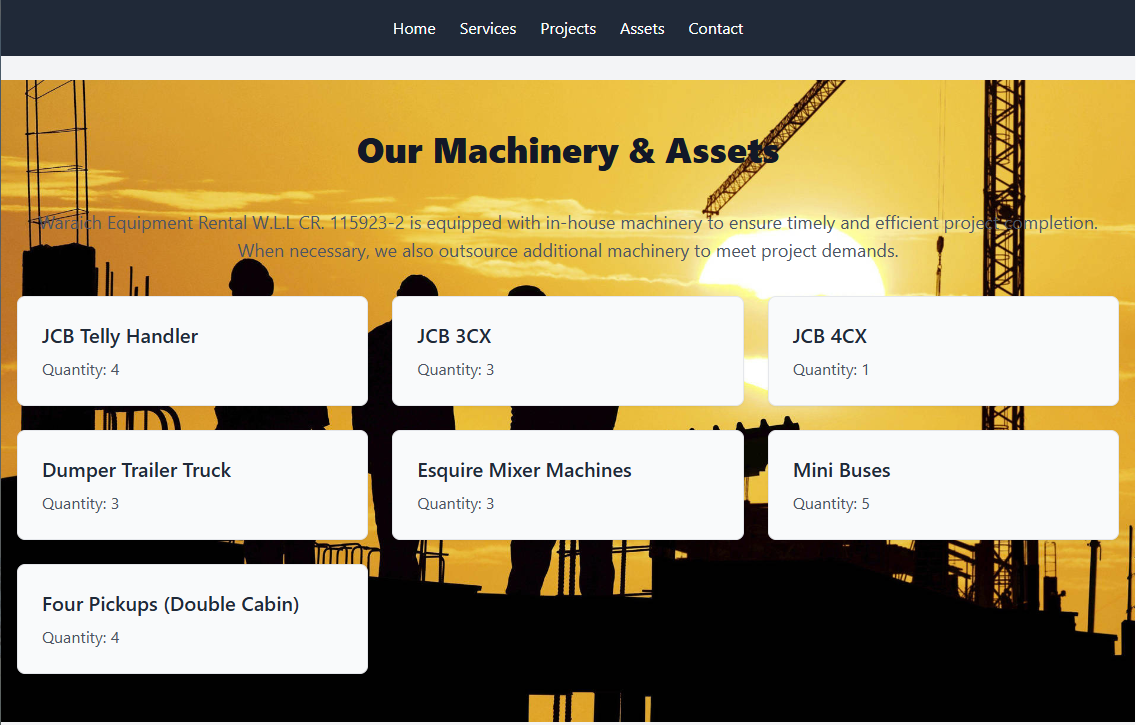 Home Services Projects Assets Contact
Our Machinery & Assets
Waraich Equipment Rental W.L.L CR. 115923-2 is equipped with in-house machinery to ensure timely and efficient project completion.
When necessary, we also outsource additional machinery to meet project demands.
JCB Telly Handler
Quantity: 4
JCB 3CX
Quantity: 3
JCB 4CX
Quantity: 1
Dumper Trailer Truck
Quantity: 3
Esquire Mixer Machines
Quantity: 3
Mini Buses
Quantity: 5
Four Pickups (Double Cabin)
Quantity: 4